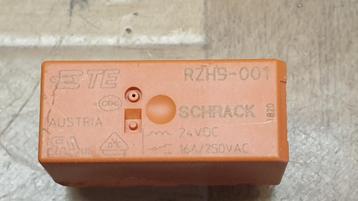 TE
RZH9-001
SCHRACK
AUSTRIA
24VDC
16A/250VAC